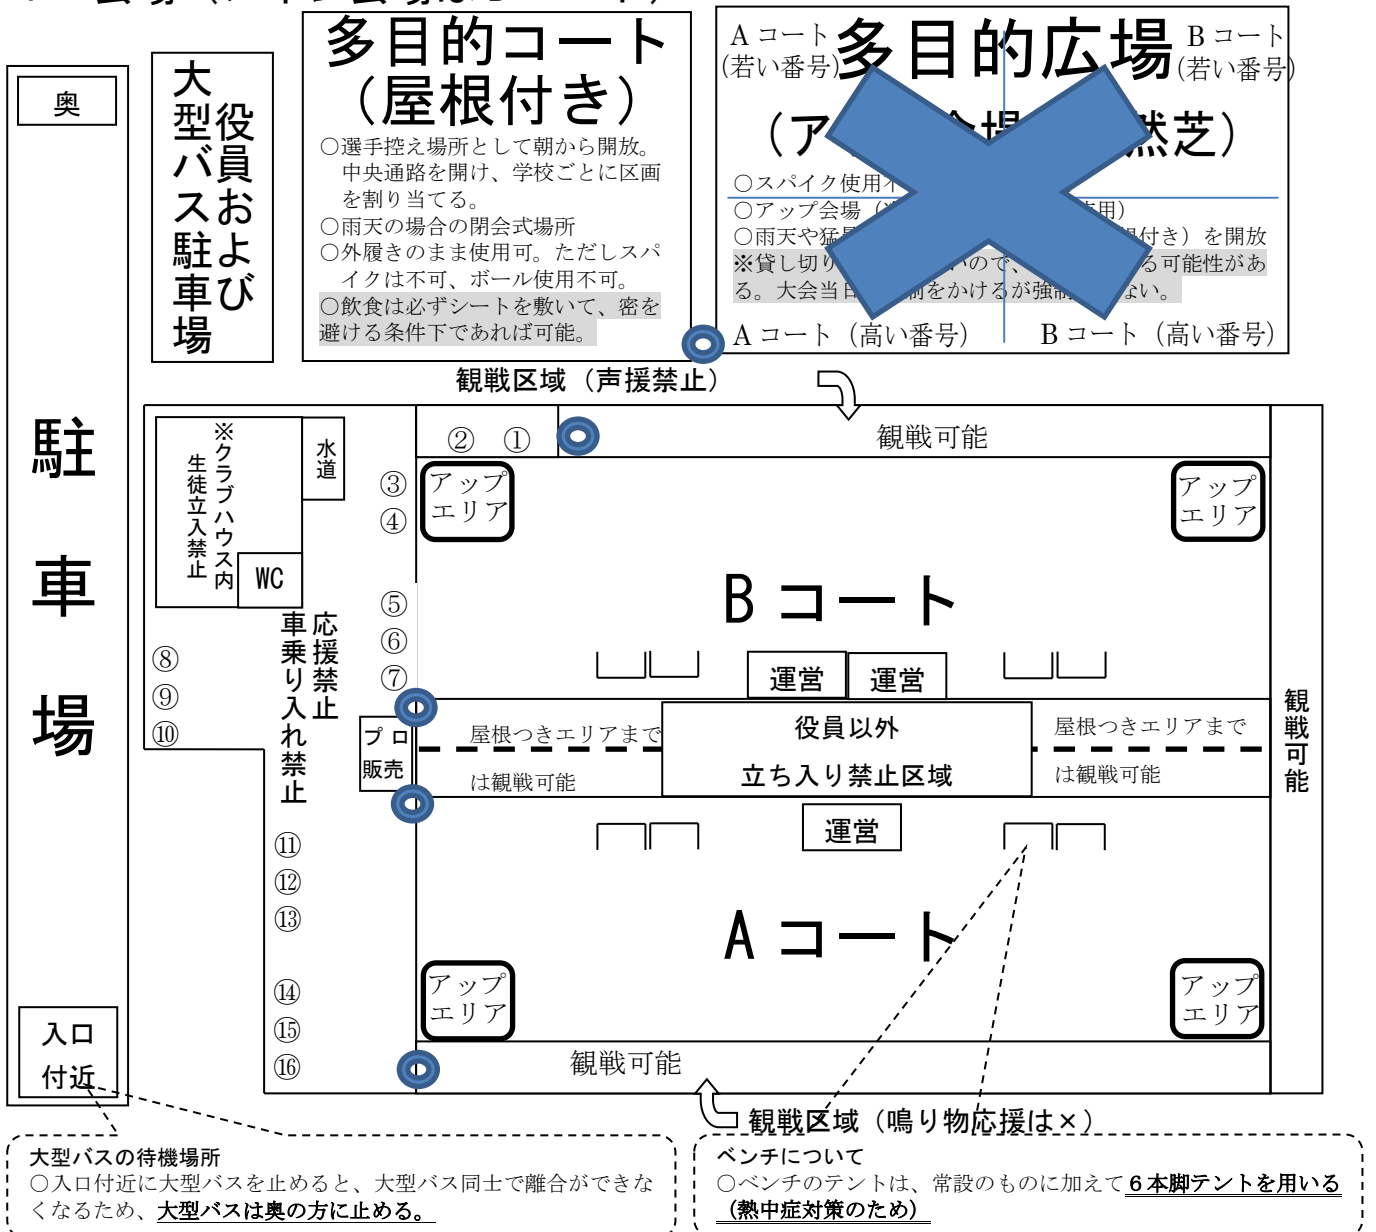 奥
駐車場
入口
付近
大型バス駐車場
役員および
多目的コート
（屋根付き）
○選手控え場所として朝から開放。
中央通路を開け、学校ごとに区画
を割り当てる。
○雨天の場合の閉会式場所
○外履きのまま使用可。ただしスパ
イクは不可、ボール使用不可。
○飲食は必ずシートを敷いて、密を
避ける条件下であれば可能。
Aコート
(若い番号)
多目的広場
Bコート
(若い番号)
（ア
然芝）
○スパイク使用不
○アップ会場（
用）
○雨天や猛
付き）を開放
※貸し切り
ので、
る可能性があ
る。大会当日
制をかけるが強制
ない。
Aコート（高い番号）
Bコート（高い番号）
観戦区域（声援禁止）
観戦可能
※クラブハウス内
生徒立入禁止
水道
WC
② ①
③
④
⑤
⑥
⑦
⑧
⑨
⑩
応援禁止
車乗り入れ禁止
アップ
エリア
アップ
エリア
Bコート
運営
運営
プロ
販売
屋根つきエリアまで
は観戦可能
役員以外
立ち入り禁止区域
屋根つきエリアまで
は観戦可能
観戦可能
運営
⑪
⑫
⑬
⑭
⑮
⑯
Aコート
アップ
エリア
アップ
エリア
観戦可能
観戦区域（鳴り物応援は×）
大型バスの待機場所
○入口付近に大型バスを止めると、大型バス同士で離合ができな
くなるため、大型バスは奥の方に止める。
ベンチについて
○ベンチのテントは、常設のものに加えて６本脚テントを用いる
（熱中症対策のため）